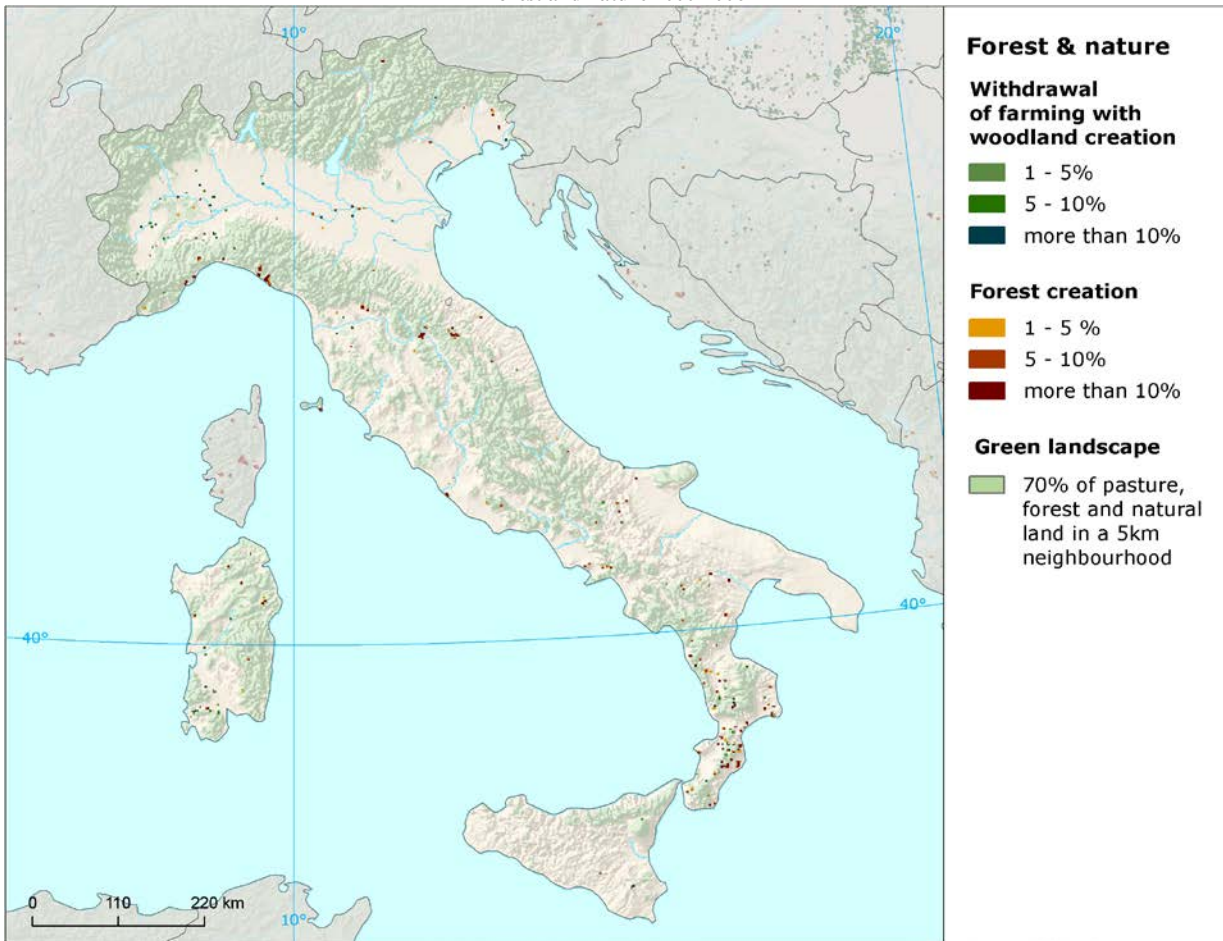 10°
20°
40°
40°
10°
0 110 220 km
Forest & nature
Withdrawal
of farming with
woodland creation
1 - 5%
5 - 10%
more than 10%
Forest creation
1 - 5 %
5 - 10%
more than 10%
Green landscape
70% of pasture,
forest and natural
land in a 5km
neighbourhood